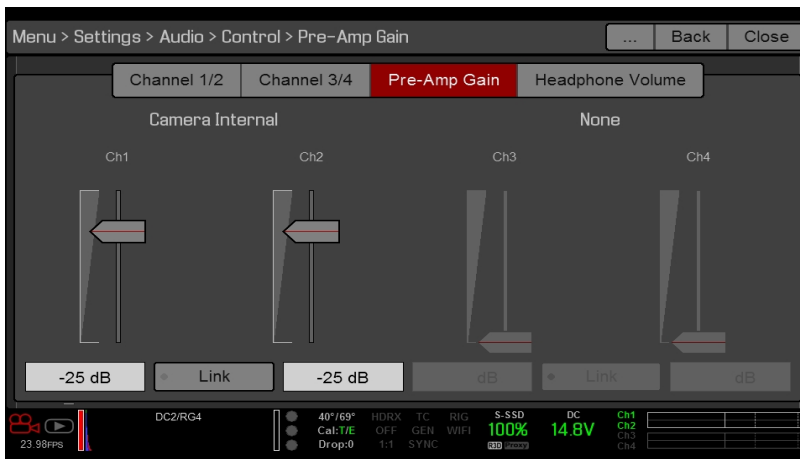 Menu > Settings > Audio > Control > Pre-Amp Gain ... Back Close
Channel 1/2 Channel 3/4 Pre-Amp Gain Headphone Volume
Camera Internal None
Ch1 Ch2 Ch3 Ch4
-25 dB Link -25 dB dB Link dB
DC2/RG4 40°/69° HDRX TC RIG S-SSD DC Ch1
Cal:T/E OFF GEN WIFI 100% 14.8V Ch2
23.98FPS Drop:0 1:1 SYNC R3D Proxy Ch3
Ch4